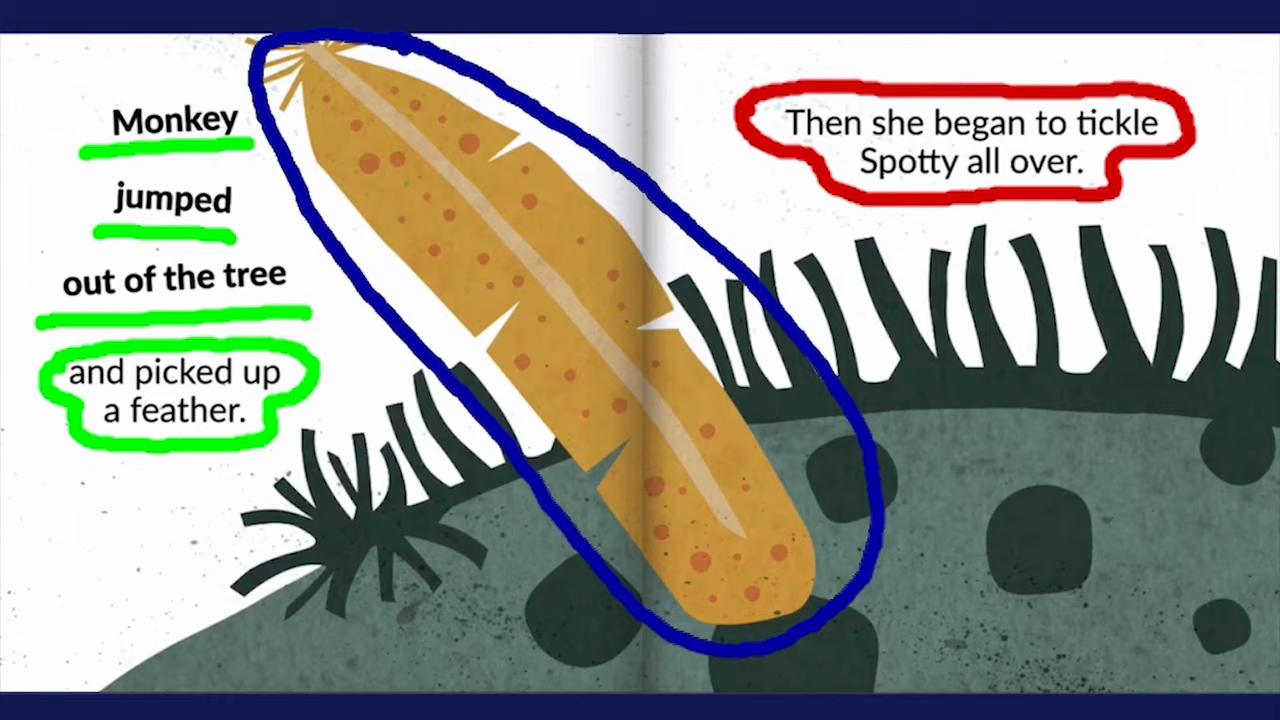 Monkey
jumped
out of the tree
and picked up
a feather.
Then she began to tickle
Spotty all over.